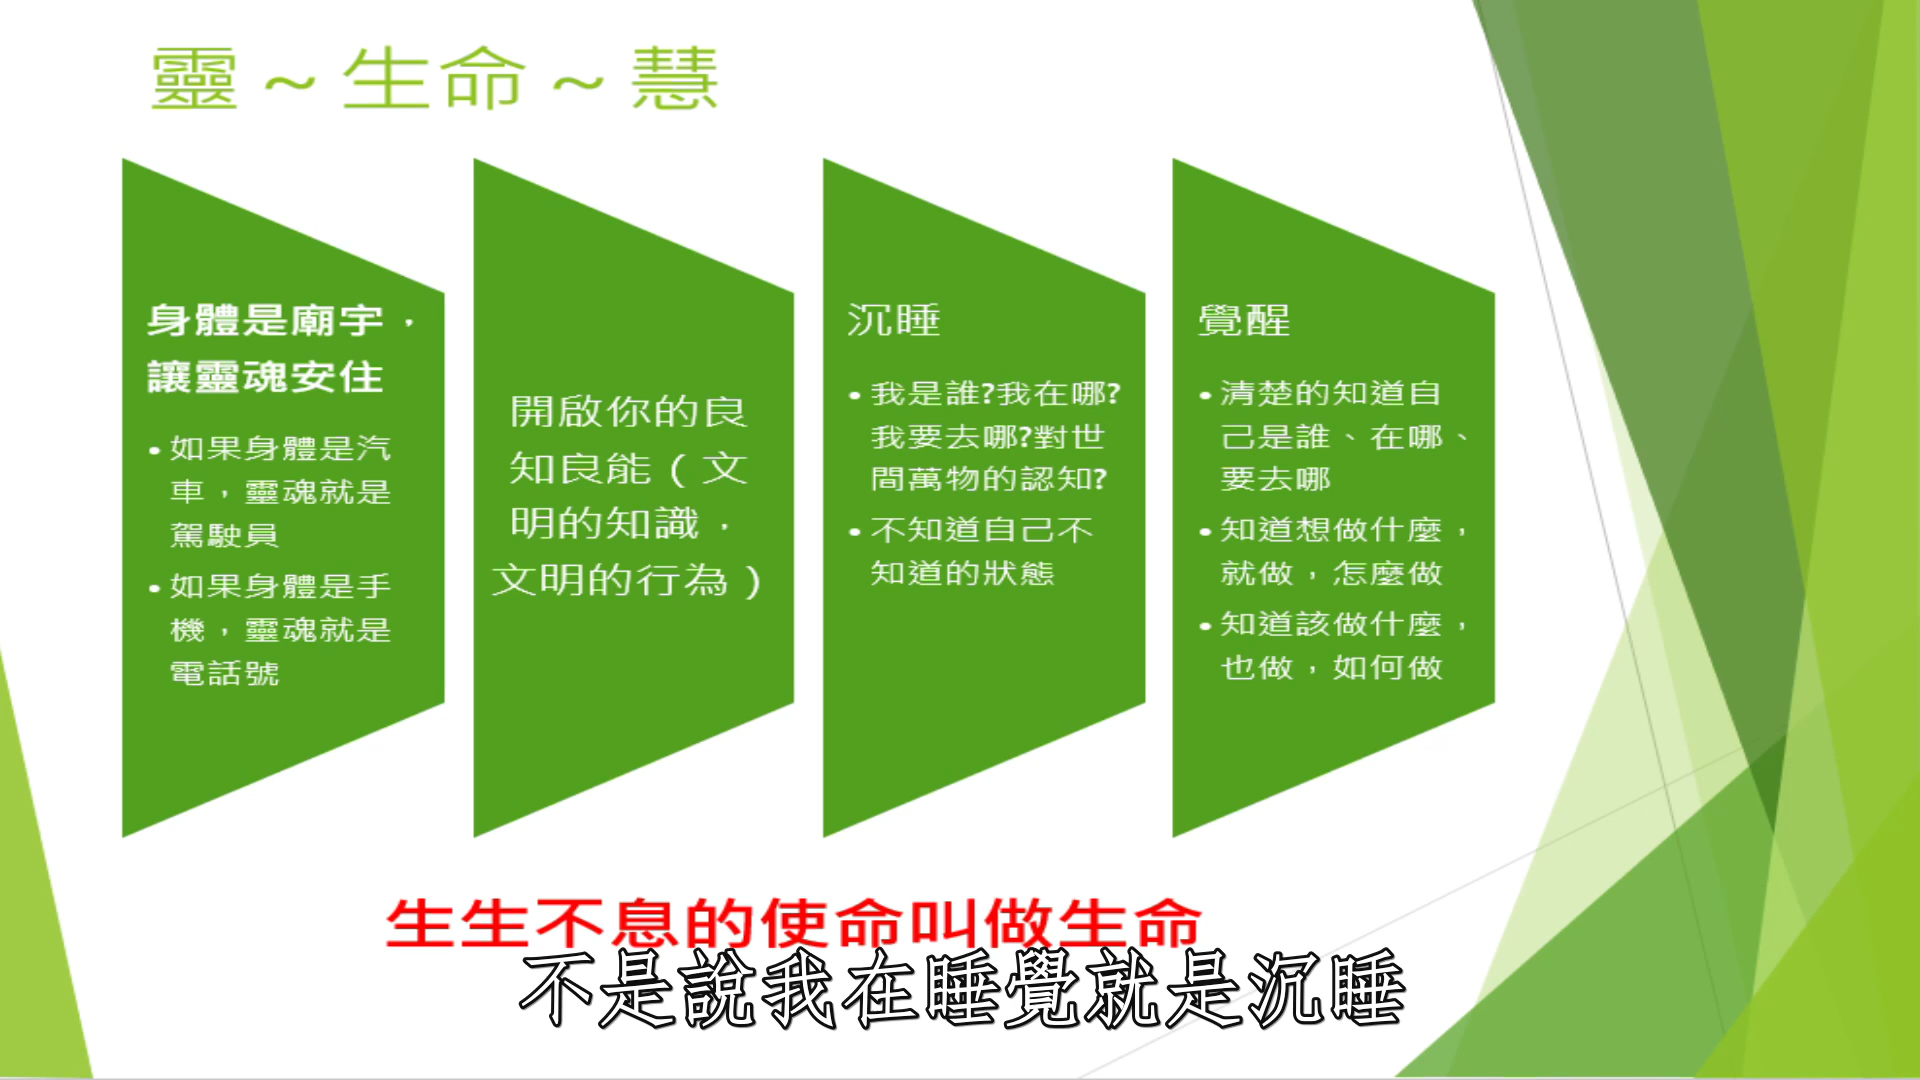 靈～生命～慧
身體是廟宇，
讓靈魂安住
•如果身體是汽
車，靈魂就是
駕駛員
•如果身體是手
機，靈魂就是
電話號
開啟你的良
知良能（文
明的知識，
文明的行為）
沉睡
•我是誰?我在哪?
我要去哪?對世
間萬物的認知?
•不知道自己不
知道的狀態
覺醒
•清楚的知道自
己是誰、在哪、
要去哪
•知道想做什麼，
就做，怎麼做
•知道該做什麼，
也做，如何做
生生不息的使命叫做生命
不是說我在睡覺就是沉睡